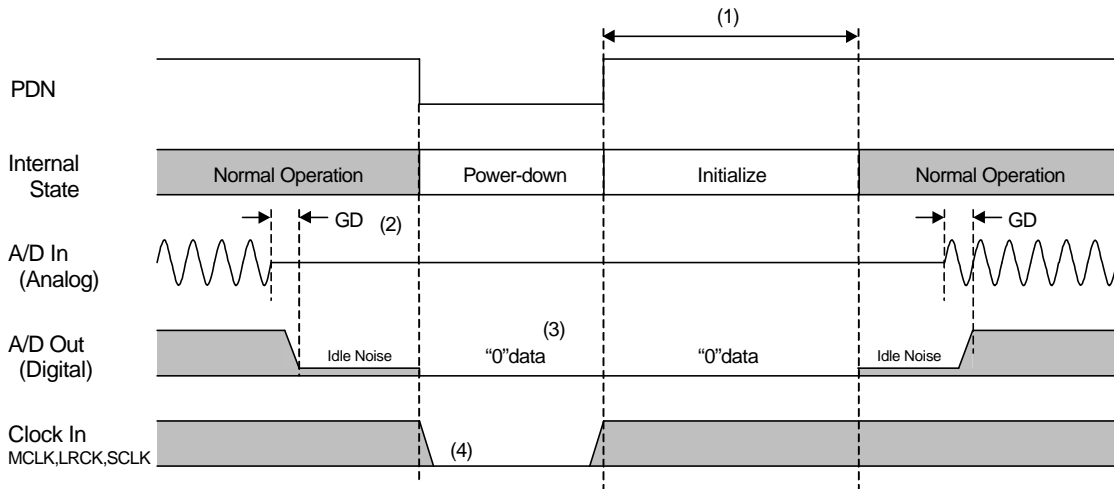 (1)
PDN
Internal
State
Normal Operation
Power-down
Initialize
Normal Operation
GD
(2)
GD
A/D In
(Analog)
A/D Out
(Digital)
Idle Noise
(3)
“0”data
“0”data
Idle Noise
Clock In
MCLK,LRCK,SCLK
(4)